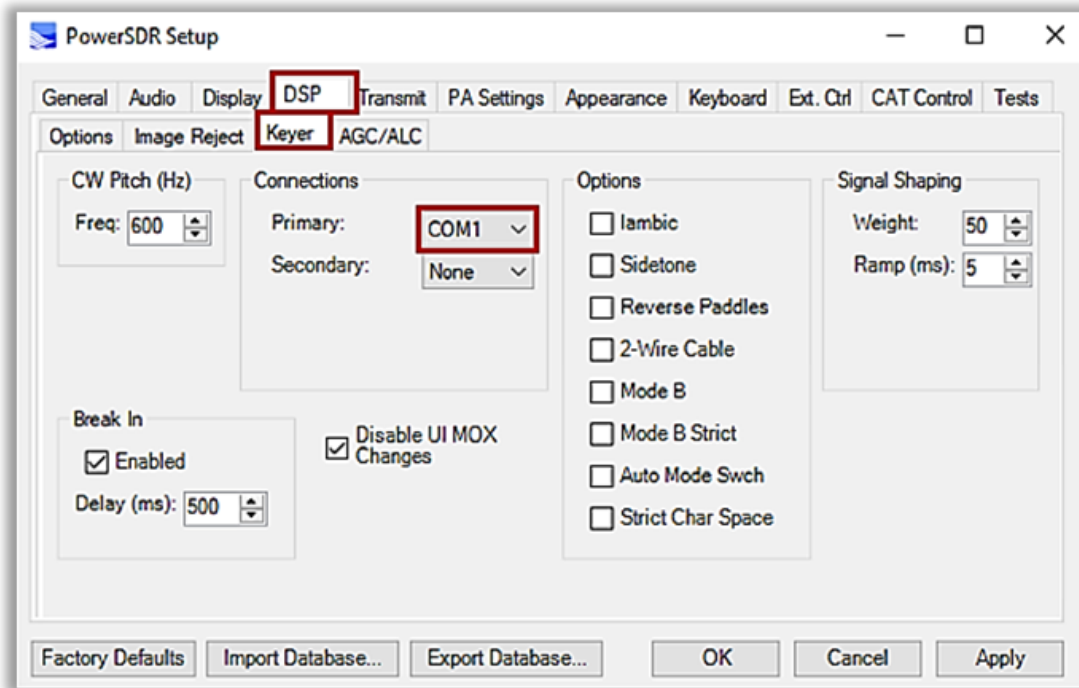 PowerSDR Setup
General Audio Display DSP Transmit PA Settings Appearance Keyboard Ext. Ctrl CAT Control Tests
Options Image Reject Keyer AGC/ALC
CW Pitch (Hz)
Freq: 600
Connections
Primary: COM1
Secondary: None
Options
Iambic
Sidetone
Reverse Paddles
2-Wire Cable
Mode B
Mode B Strict
Auto Mode Swch
Strict Char Space
Signal Shaping
Weight: 50
Ramp (ms): 5
Break In
Enabled
Delay (ms): 500
Disable UI MOX
Changes
Factory Defaults Import Database... Export Database... OK Cancel Apply